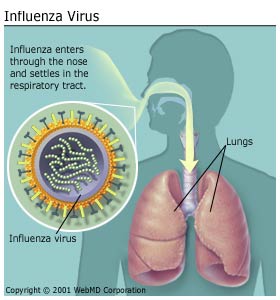 Influenza Virus
Influenza enters
through the nose
and settles in the
respiratory tract.
Lungs
Influenza virus
Copyright © 2001 WebMD Corporation